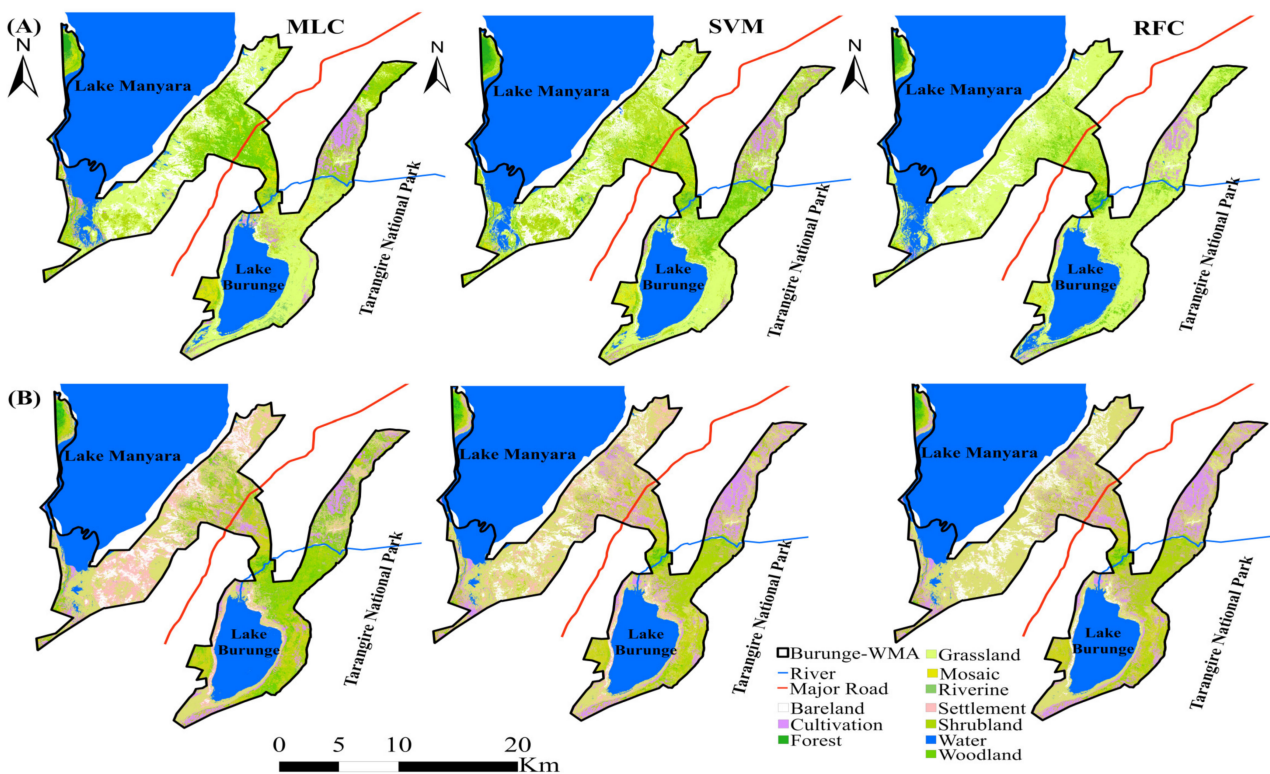 (A)
MLC
SVM
RFC
N
N
N
Lake Manyara
Lake Manyara
Lake Manyara
Lake
Burunge
Lake
Burunge
Lake
Burunge
Tarangire National Park
Tarangire National Park
Tarangire National Park
(B)
Lake Manyara
Lake Manyara
Lake Manyara
Lake
Burunge
Lake
Burunge
Lake
Burunge
Tarangire National Park
Tarangire National Park
Tarangire National Park
Burunge-WMA
River
Major Road
Bareland
Cultivation
Forest
Grassland
Mosaic
Riverine
Settlement
Shrubland
Water
Woodland
0 5 10 20
Km